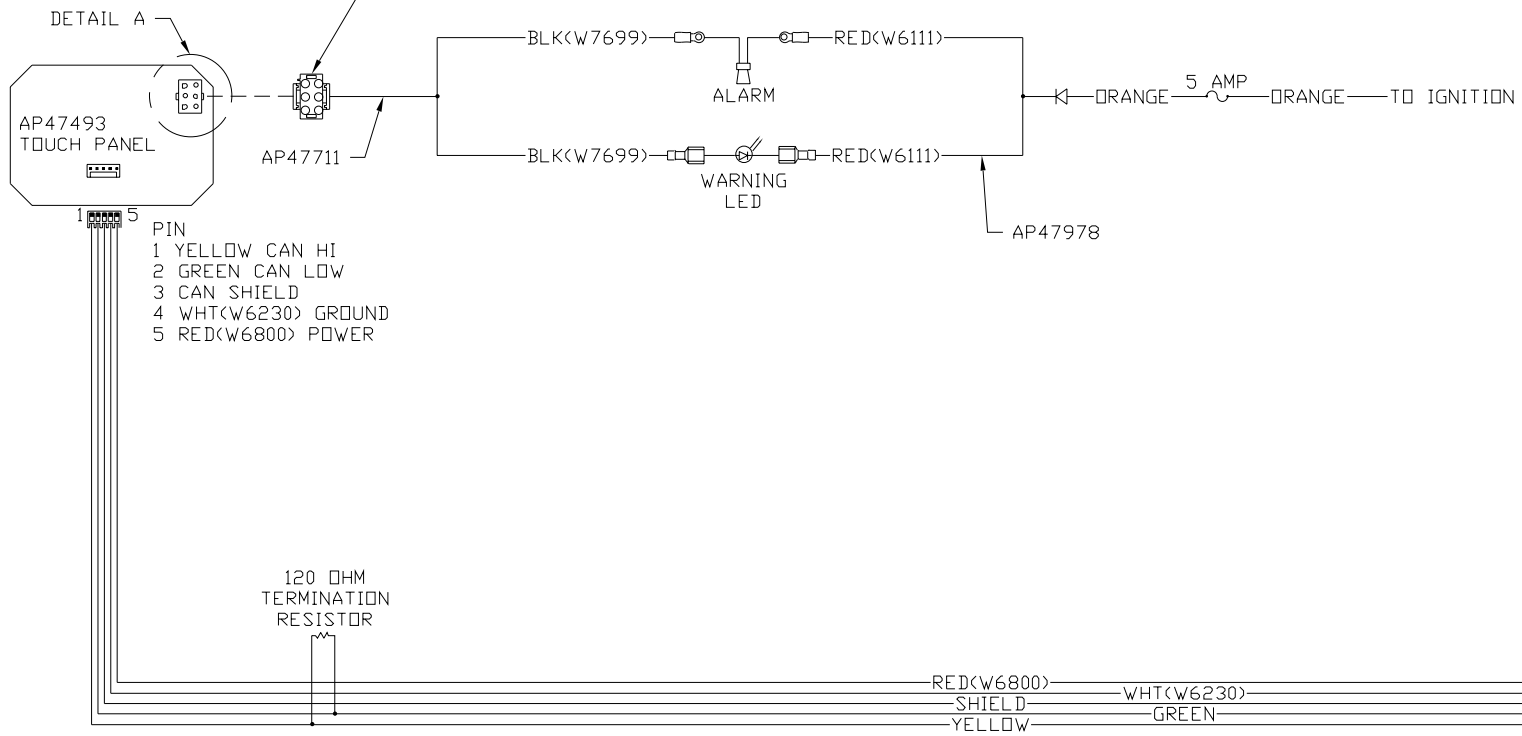 DETAIL A
BLK(W7699)
RED(W6111)
ALARM
5 AMP
ORANGE
ORANGE
TO IGNITION
AP47493
TOUCH PANEL
AP47711
BLK(W7699)
RED(W6111)
WARNING
LED
AP47978
1
5
PIN
1 YELLOW CAN HI
2 GREEN CAN LOW
3 CAN SHIELD
4 WHT(W6230) GROUND
5 RED(W6800) POWER
120 OHM
TERMINATION
RESISTOR
RED(W6800)
WHT(W6230)
SHIELD
GREEN
YELLOW